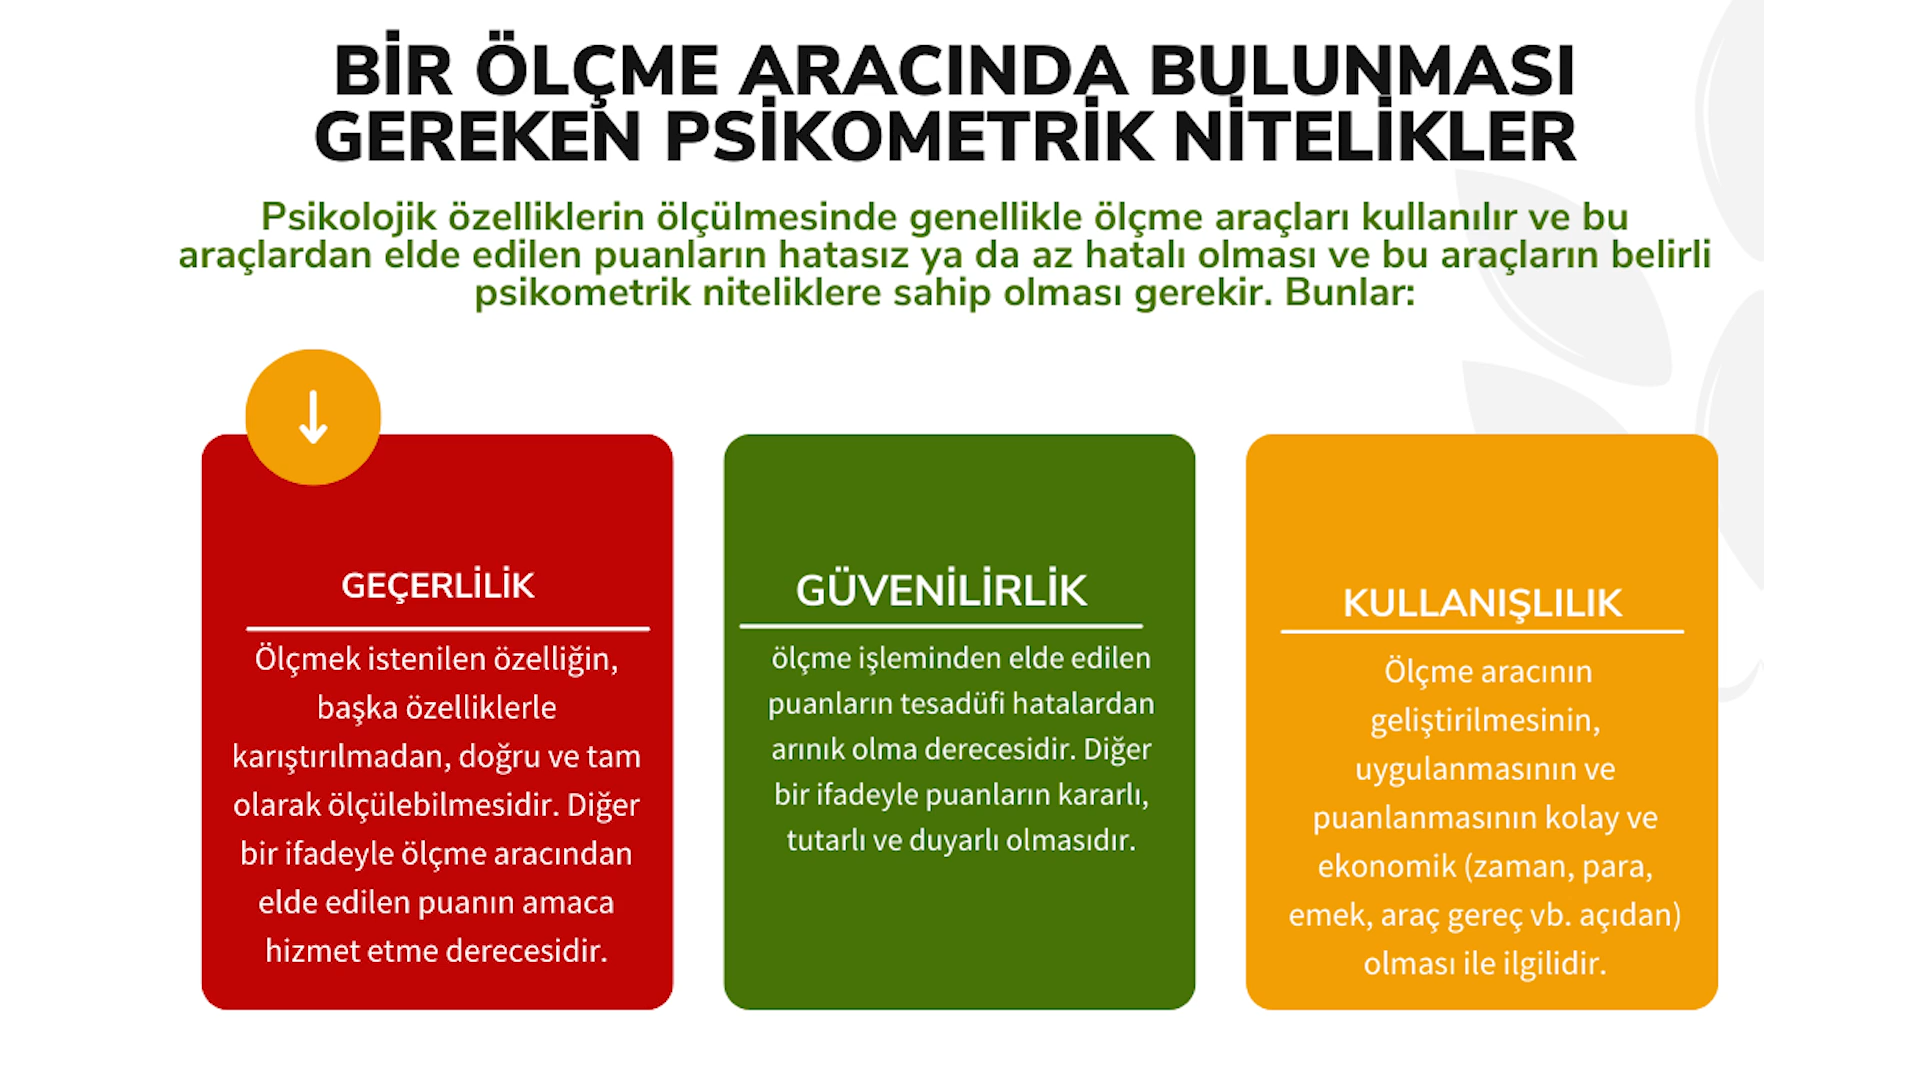 BİR ÖLÇME ARACINDA BULUNMASI
GEREKEN PSİKOMETRİK NİTELİKLER
Psikolojik özelliklerin ölçülmesinde genellikle ölçme araçları kullanılır ve bu
araçlardan elde edilen puanların hatasız ya da az hatalı olması ve bu araçların belirli
psikometrik niteliklere sahip olması gerekir. Bunlar:
GEÇERLİLİK
Ölçmek istenilen özelliğin,
başka özelliklerle
karıştırılmadan, doğru ve tam
olarak ölçülebilmesidir. Diğer
bir ifadeyle ölçme aracından
elde edilen puanın amaca
hizmet etme derecesidir.
GÜVENİLİRLİK
ölçme işleminden elde edilen
puanların tesadüfi hatalardan
arınık olma derecesidir. Diğer
bir ifadeyle puanların kararlı,
tutarlı ve duyarlı olmasıdır.
KULLANIŞLILIK
Ölçme aracının
geliştirilmesinin,
uygulanmasının ve
puanlanmasının kolay ve
ekonomik (zaman, para,
emek, araç gereç vb. açıdan)
olması ile ilgilidir.